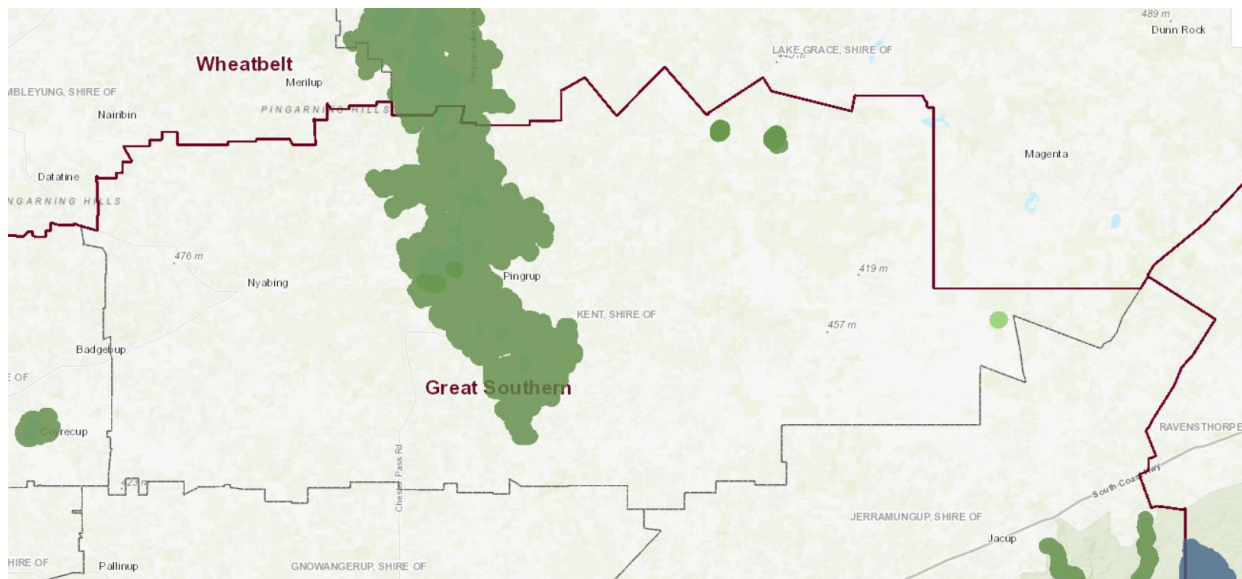 489 m
Dunn Rock
LAKE GRACE, SHIRE OF
Wheatbelt
Merilup
MBLEYUNG, SHIRE OF
PINGARNING HILLS
Nairibin
Magenta
Datatine
NGARNING HILLS
476 m
419 m
Nyabing
Pingrup
KENT, SHIRE OF
457 m
Badgebup
E OF
Great Southern
RAVENSTHORPE
Coyrecup
Chester Pass Rd
South Coast Hwy
423 m
JERRAMUNGUP, SHIRE OF
Jacup
HIRE OF
Pallinup
GNOWANGERUP, SHIRE OF